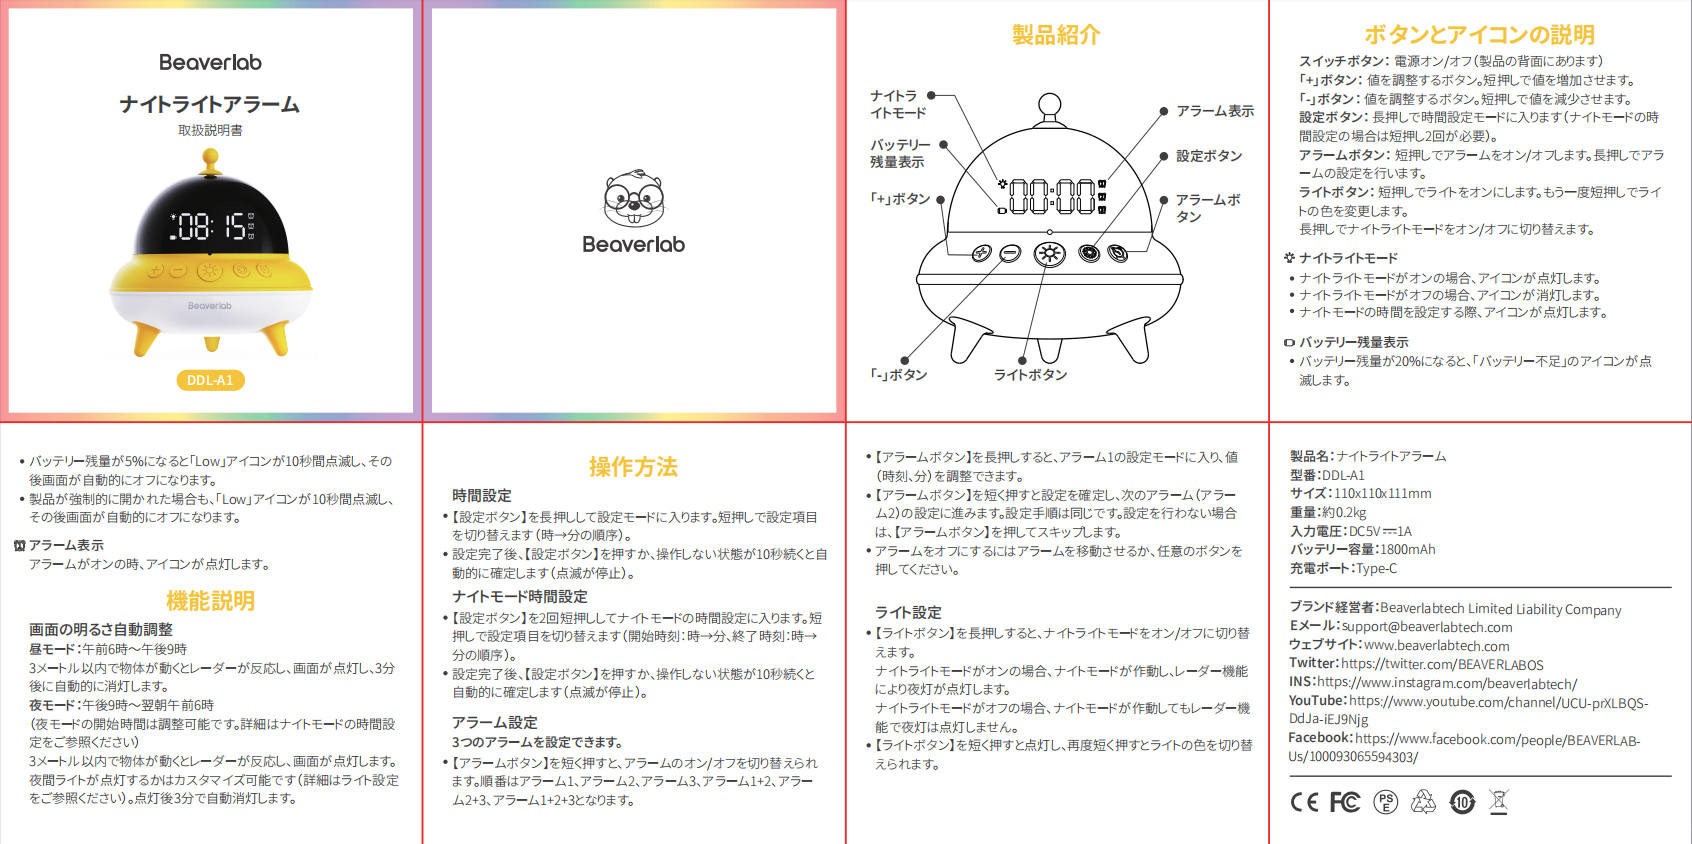 Beaverlab
ナイトライトアラーム
取扱説明書
08:15
Beaverlab
DDL-A1
Beaverlab
製品紹介
ナイトラ
イトモード
バッテリー
残量表示
「+」ボタン
00:00
アラーム表示
設定ボタン
アラームボ
タン
「-」ボタン
ライトボタン
ボタンとアイコンの説明
スイッチボタン: 電源オン/オフ(製品の背面にあります)
「+」ボタン: 値を調整するボタン。短押しで値を増加させます。
「-」ボタン: 値を調整するボタン。短押しで値を減少させます。
設定ボタン: 長押しで時間設定モードに入ります(ナイトモードの時
間設定の場合は短押し2回が必要)。
アラームボタン: 短押しでアラームをオン/オフします。長押しでアラ
ームの設定を行います。
ライトボタン: 短押しでライトをオンにします。もう一度短押しでライ
トの色を変更します。
長押しでナイトライトモードをオン/オフに切り替えます。
ナイトライトモード
• ナイトライトモードがオンの場合、アイコンが点灯します。
• ナイトライトモードがオフの場合、アイコンが消灯します。
• ナイトモードの時間を設定する際、アイコンが点灯します。
バッテリー残量表示
• バッテリー残量が20%になると、「バッテリー不足」のアイコンが点
滅します。
• バッテリー残量が5%になると「Low」アイコンが10秒間点滅し、その
後画面が自動的にオフになります。
• 製品が強制的に開かれた場合も、「Low」アイコンが10秒間点滅し、
その後画面が自動的にオフになります。
アラーム表示
アラームがオンの時、アイコンが点灯します。
機能説明
画面の明るさ自動調整
昼モード:午前6時〜午後9時
3メートル以内で物体が動くとレーダーが反応し、画面が点灯し、3分
後に自動的に消灯します。
夜モード:午後9時〜翌朝午前6時
(夜モードの開始時間は調整可能です。詳細はナイトモードの時間設
定をご参照ください)
3メートル以内で物体が動くとレーダーが反応し、画面が点灯します。
夜間ライトが点灯するかはカスタマイズ可能です(詳細はライト設定
をご参照ください)。点灯後3分で自動消灯します。
操作方法
時間設定
• 【設定ボタン】を長押しして設定モードに入ります。短押しで設定項目
を切り替えます(時→分の順序)。
• 設定完了後、【設定ボタン】を押すか、操作しない状態が10秒続くと自
動的に確定します(点滅が停止)。
ナイトモード時間設定
• 【設定ボタン】を2回短押ししてナイトモードの時間設定に入ります。短
押しで設定項目を切り替えます(開始時刻:時→分、終了時刻:時→
分の順序)。
• 設定完了後、【設定ボタン】を押すか、操作しない状態が10秒続くと
自動的に確定します(点滅が停止)。
アラーム設定
3つのアラームを設定できます。
• 【アラームボタン】を短く押すと、アラームのオン/オフを切り替えられ
ます。順番はアラーム1、アラーム2、アラーム3、アラーム1+2、アラー
ム2+3、アラーム1+2+3となります。
• 【アラームボタン】を長押しすると、アラーム1の設定モードに入り、値
(時刻、分)を調整できます。
• 【アラームボタン】を短く押すと設定を確定し、次のアラーム(アラー
ム2)の設定に進みます。設定手順は同じです。設定を行わない場合
は、【アラームボタン】を押してスキップします。
• アラームをオフにするにはアラームを移動させるか、任意のボタンを
押してください。
ライト設定
• 【ライトボタン】を長押しすると、ナイトライトモードをオン/オフに切り替
えます。
ナイトライトモードがオンの場合、ナイトモードが作動し、レーダー機能
により夜灯が点灯します。
ナイトライトモードがオフの場合、ナイトモードが作動してもレーダー機
能で夜灯は点灯しません。
• 【ライトボタン】を短く押すと点灯し、再度短く押すとライトの色を切り替
えられます。
製品名:ナイトライトアラーム
型番:DDL-A1
サイズ:110x110x111mm
重量:約0.2kg
入力電圧:DC5V⎓1A
バッテリー容量:1800mAh
充電ポート:Type-C
ブランド経営者:Beaverlabtech Limited Liability Company
Eメール:support@beaverlabtech.com
ウェブサイト:www.beaverlabtech.com
Twitter:https://twitter.com/BEAVERLABOS
INS:https://www.instagram.com/beaverlabtech/
YouTube:https://www.youtube.com/channel/UCU-prXLBQS-
DdJa-iEJ9Njg
Facebook:https://www.facebook.com/people/BEAVERLAB-
Us/100093065594303/
CE FC PS
E 10